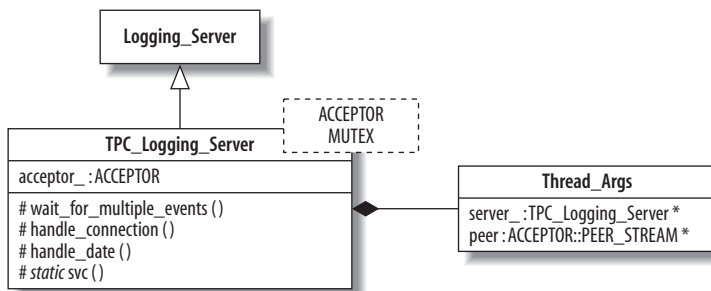 Logging_Server
ACCEPTOR
MUTEX
TPC_Logging_Server
acceptor_ : ACCEPTOR
# wait_for_multiple_events ( )
# handle_connection ( )
# handle_date ( )
# static svc ( )
Thread_Args
server_ :TPC_Logging_Server *
peer : ACCEPTOR::PEER_STREAM *